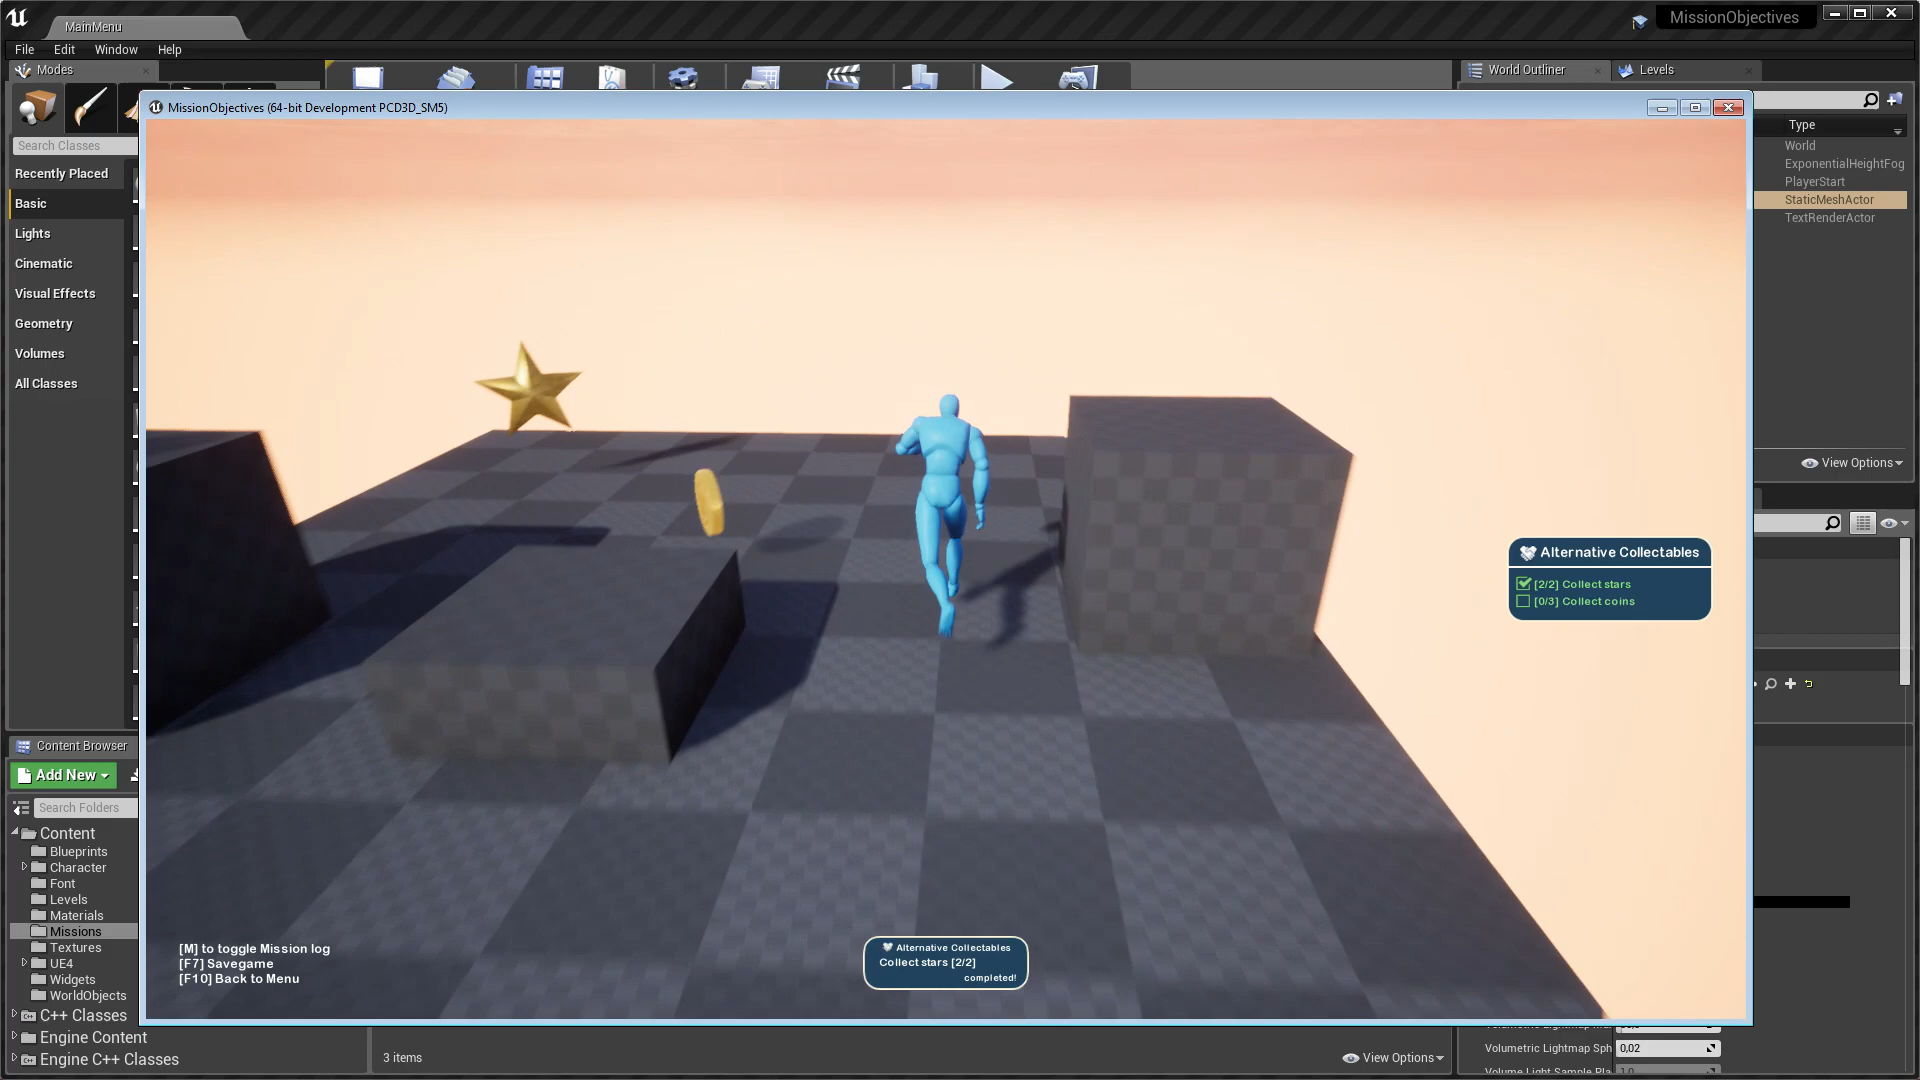 MainMenu
MissionObjectives
File Edit Window Help
Modes
World Outliner
Levels
MissionObjectives (64-bit Development PCD3D_SM5)
Search Classes
Recently Placed
Basic
Lights
Cinematic
Visual Effects
Geometry
Volumes
All Classes
Type
World
ExponentialHeightFog
PlayerStart
StaticMeshActor
TextRenderActor
View Options
Alternative Collectables
[2/2] Collect stars
[0/3] Collect coins
Content Browser
Add New
Search Folders
Content
Blueprints
Character
Font
Levels
Materials
Missions
Textures
UE4
Widgets
WorldObjects
C++ Classes
Engine Content
Engine C++ Classes
[M] to toggle Mission log
[F7] Savegame
[F10] Back to Menu
Alternative Collectables
Collect stars [2/2]
completed!
3 items
View Options
Volumetric Lightmap Sph
0,02
Volume Light Sample Pla